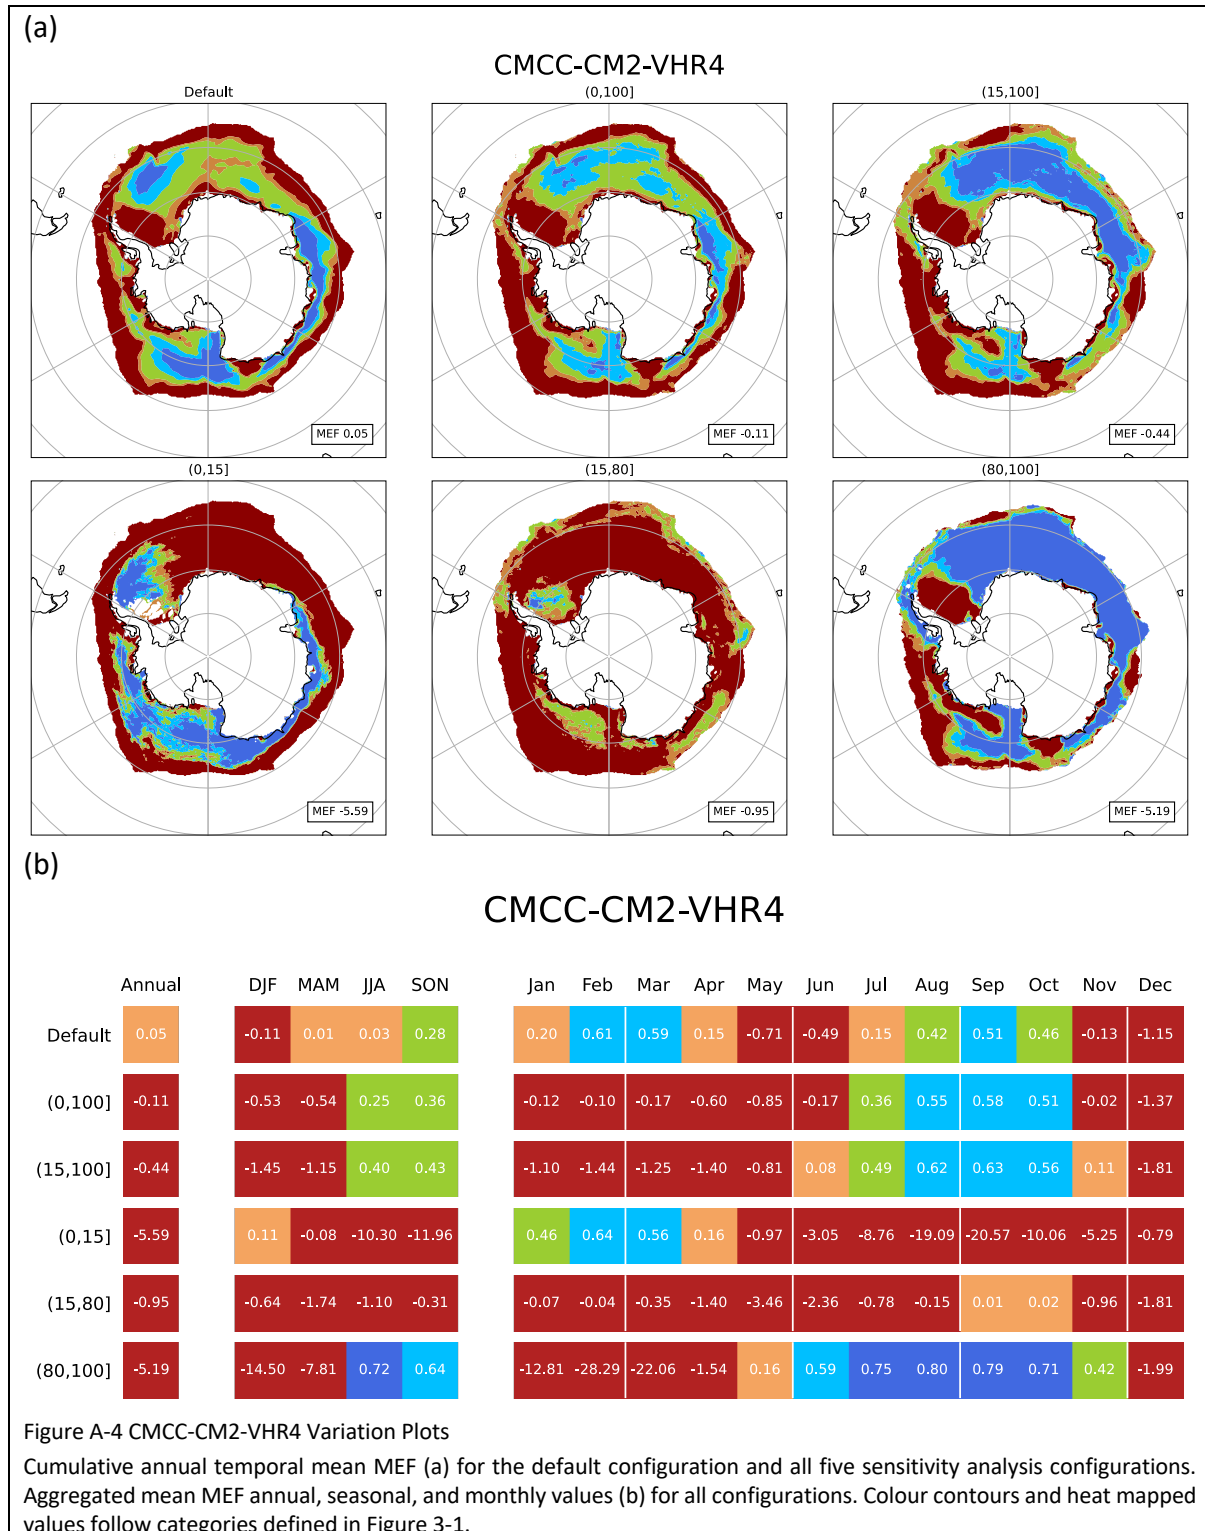 (a)
CMCC-CM2-VHR4
Default (0,100] (15,100]
MEF 0.05 MEF -0.11 MEF -0.44
(0,15] (15,80] (80,100]
MEF -5.59 MEF -0.95 MEF -5.19
(b)
CMCC-CM2-VHR4
Annual DJF MAM JJA SON Jan Feb Mar Apr May Jun Jul Aug Sep Oct Nov Dec
Default 0.05 -0.11 0.01 0.03 0.28 0.20 0.61 0.59 0.15 -0.71 -0.49 0.15 0.42 0.51 0.46 -0.13 -1.15
(0,100] -0.11 -0.53 -0.54 0.25 0.36 -0.12 -0.10 -0.17 -0.60 -0.85 -0.17 0.36 0.55 0.58 0.51 -0.02 -1.37
(15,100] -0.44 -1.45 -1.15 0.40 0.43 -1.10 -1.44 -1.25 -1.40 -0.81 0.08 0.49 0.62 0.63 0.56 0.11 -1.81
(0,15] -5.59 0.11 -0.08 -10.30 -11.96 0.46 0.64 0.56 0.16 -0.97 -3.05 -8.76 -19.09 -20.57 -10.06 -5.25 -0.79
(15,80] -0.95 -0.64 -1.74 -1.10 -0.31 -0.07 -0.04 -0.35 -1.40 -3.46 -2.36 -0.78 -0.15 0.01 0.02 -0.96 -1.81
(80,100] -5.19 -14.50 -7.81 0.72 0.64 -12.81 -28.29 -22.06 -1.54 0.16 0.59 0.75 0.80 0.79 0.71 0.42 -1.99
Figure A-4 CMCC-CM2-VHR4 Variation Plots
Cumulative annual temporal mean MEF (a) for the default configuration and all five sensitivity analysis configurations.
Aggregated mean MEF annual, seasonal, and monthly values (b) for all configurations. Colour contours and heat mapped
values follow categories defined in Figure 3-1.